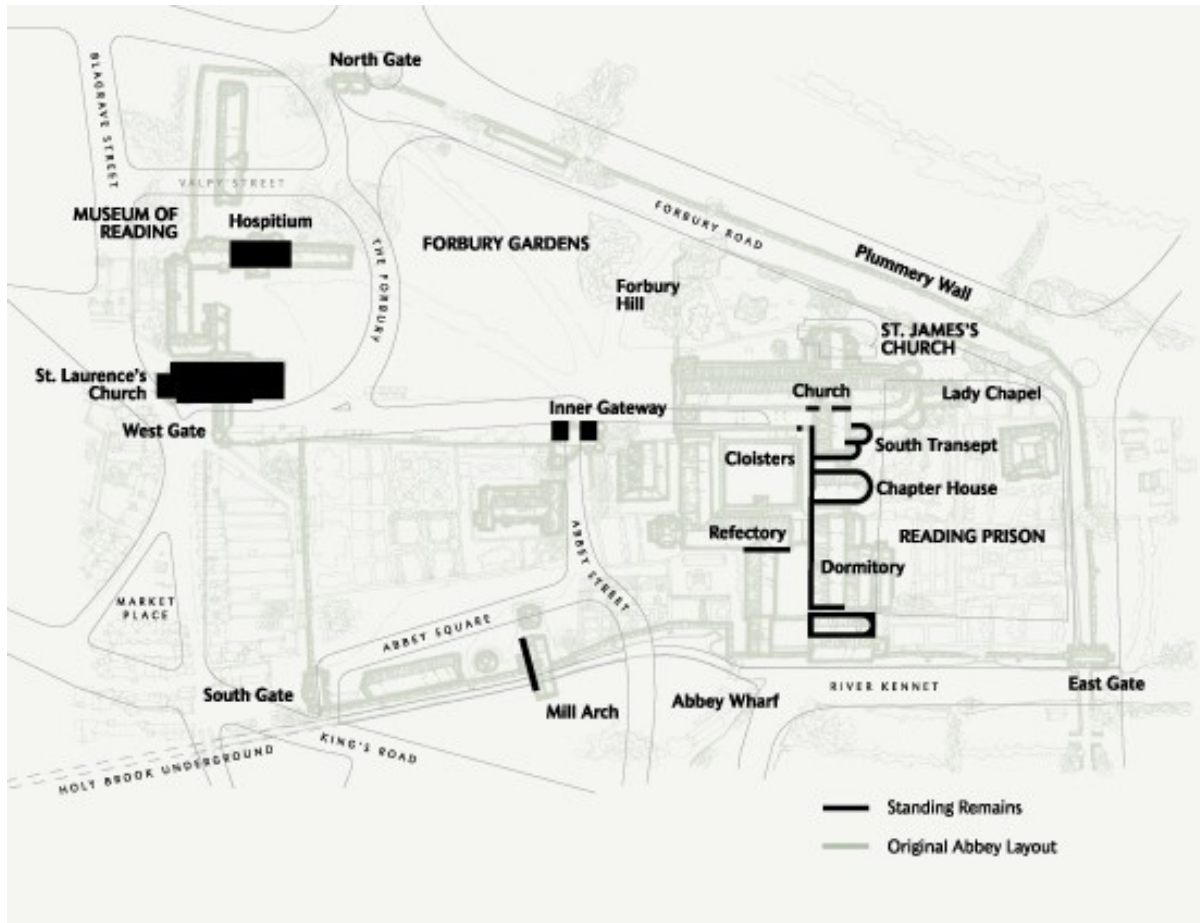 North Gate
BLAGRAVE STREET
VALPY STREET
MUSEUM OF
READING
Hospitium
THE FORBURY
FORBURY GARDENS
FORBURY ROAD
Plummery Wall
Forbury
Hill
ST. JAMES'S
CHURCH
St. Laurence's
Church
West Gate
Inner Gateway
Church
Lady Chapel
Cloisters
South Transept
Chapter House
Refectory
READING PRISON
Dormitory
ABBEY STREET
MARKET
PLACE
ABBEY SQUARE
South Gate
Mill Arch
Abbey Wharf
RIVER KENNET
East Gate
KING'S ROAD
HOLY BROOK UNDERGROUND
Standing Remains
Original Abbey Layout